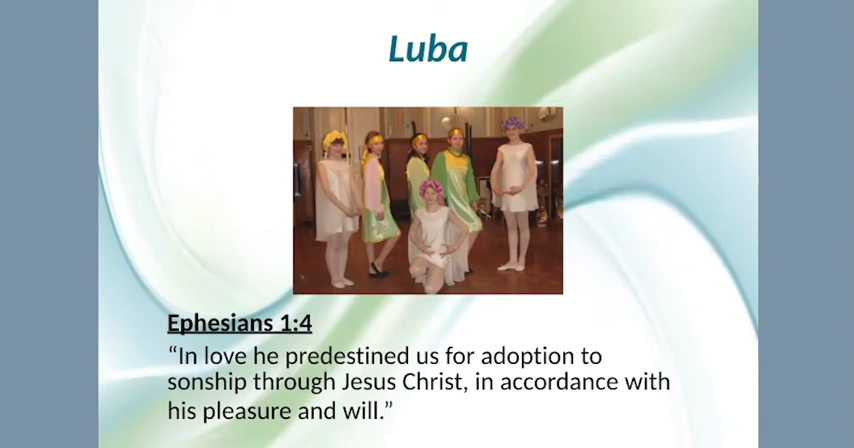 Luba
Ephesians 1:4
“In love he predestined us for adoption to
sonship through Jesus Christ, in accordance with
his pleasure and will.”